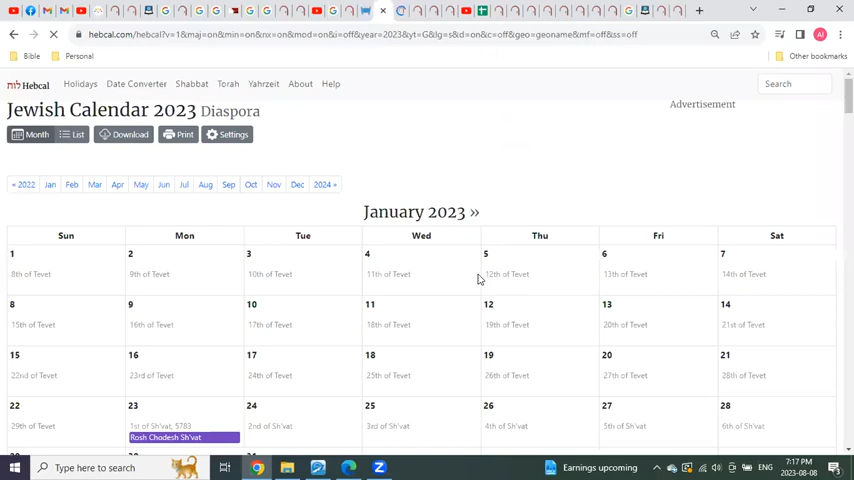 hebcal.com/hebcal?v=1&maj=on&min=on&nx=on&mod=on&i=off&year=2023&yt=G&lg=s&d=on&c=off&geo=geoname&mf=off&ss=off
Bible Personal Other bookmarks
לוח Hebcal Holidays Date Converter Shabbat Torah Yahrzeit About Help Search
Jewish Calendar 2023 Diaspora
Advertisement
Month List Download Print Settings
« 2022 Jan Feb Mar Apr May Jun Jul Aug Sep Oct Nov Dec 2024 »
January 2023 »
Sun Mon Tue Wed Thu Fri Sat
1 2 3 4 5 6 7
8th of Tevet 9th of Tevet 10th of Tevet 11th of Tevet 12th of Tevet 13th of Tevet 14th of Tevet
8 9 10 11 12 13 14
15th of Tevet 16th of Tevet 17th of Tevet 18th of Tevet 19th of Tevet 20th of Tevet 21st of Tevet
15 16 17 18 19 20 21
22nd of Tevet 23rd of Tevet 24th of Tevet 25th of Tevet 26th of Tevet 27th of Tevet 28th of Tevet
22 23 24 25 26 27 28
29th of Tevet 1st of Sh'vat, 5783 2nd of Sh'vat 3rd of Sh'vat 4th of Sh'vat 5th of Sh'vat 6th of Sh'vat
Rosh Chodesh Sh'vat
Type here to search Earnings upcoming ENG 7:17 PM
2023-08-08